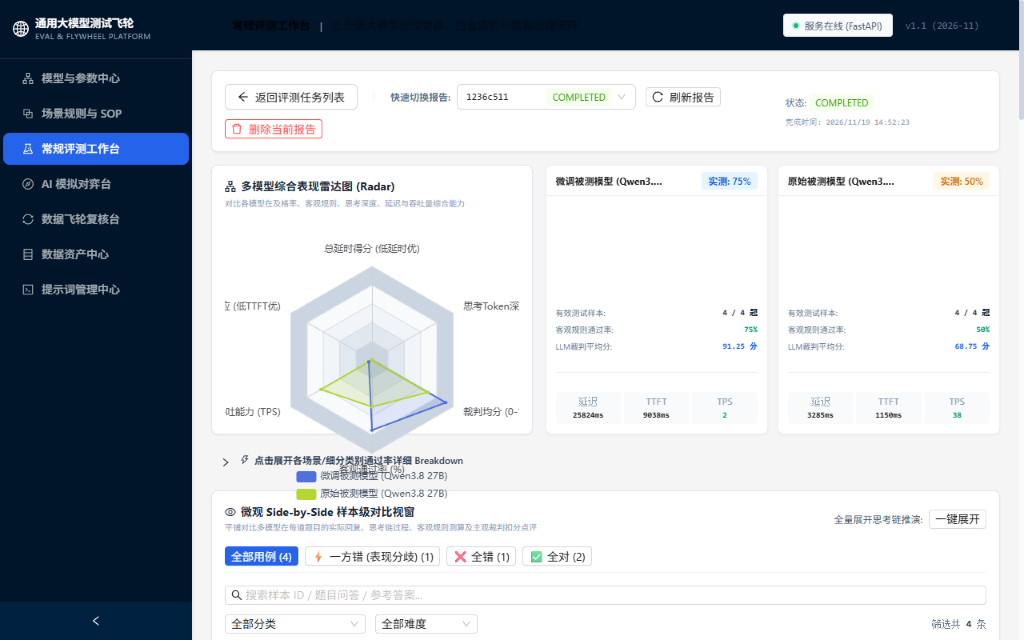 通用大模型测试飞轮
EVAL & FLYWHEEL PLATFORM
常规评测工作台 |
服务在线 (FastAPI)
v1.1 (2026-11)
模型与参数中心
场景规则与 SOP
常规评测工作台
AI 模拟对弈台
数据飞轮复核台
数据资产中心
提示词管理中心
返回评测任务列表
快速切换报告:
1236c511 COMPLETED
刷新报告
删除当前报告
状态: COMPLETED
完成时间: 2026/11/19 14:52:23
多模型综合表现雷达图 (Radar)
对比各模型在及格率、客观规则、思考深度、延迟与吞吐量综合能力
总延时得分 (低延时优)
应 (低TTFT优)
思考Token深
吐能力 (TPS)
裁判均分 (0-
客观通过率 (%)
微调被测模型 (Qwen3.8 27B)
原始被测模型 (Qwen3.8 27B)
微调被测模型 (Qwen3....
实测: 75%
有效测试样本: 4 / 4 题
客观规则通过率: 75%
LLM裁判平均分: 91.25 分
延迟 TTFT TPS
25824ms 9038ms 2
原始被测模型 (Qwen3....
实测: 50%
有效测试样本: 4 / 4 题
客观规则通过率: 50%
LLM裁判平均分: 68.75 分
延迟 TTFT TPS
3285ms 1150ms 38
点击展开各场景/细分类别通过率详细 Breakdown
微观 Side-by-Side 样本级对比视窗
平铺对比多模型在每道题目的实际回复、思考链过程、客观规则测算及主观裁判扣分点评
全量展开思考链推演: 一键展开
全部用例 (4)
一方错 (表现分歧) (1)
全错 (1)
全对 (2)
搜索样本 ID / 题目问答 / 参考答案...
全部分类
全部难度
筛选共 4 条